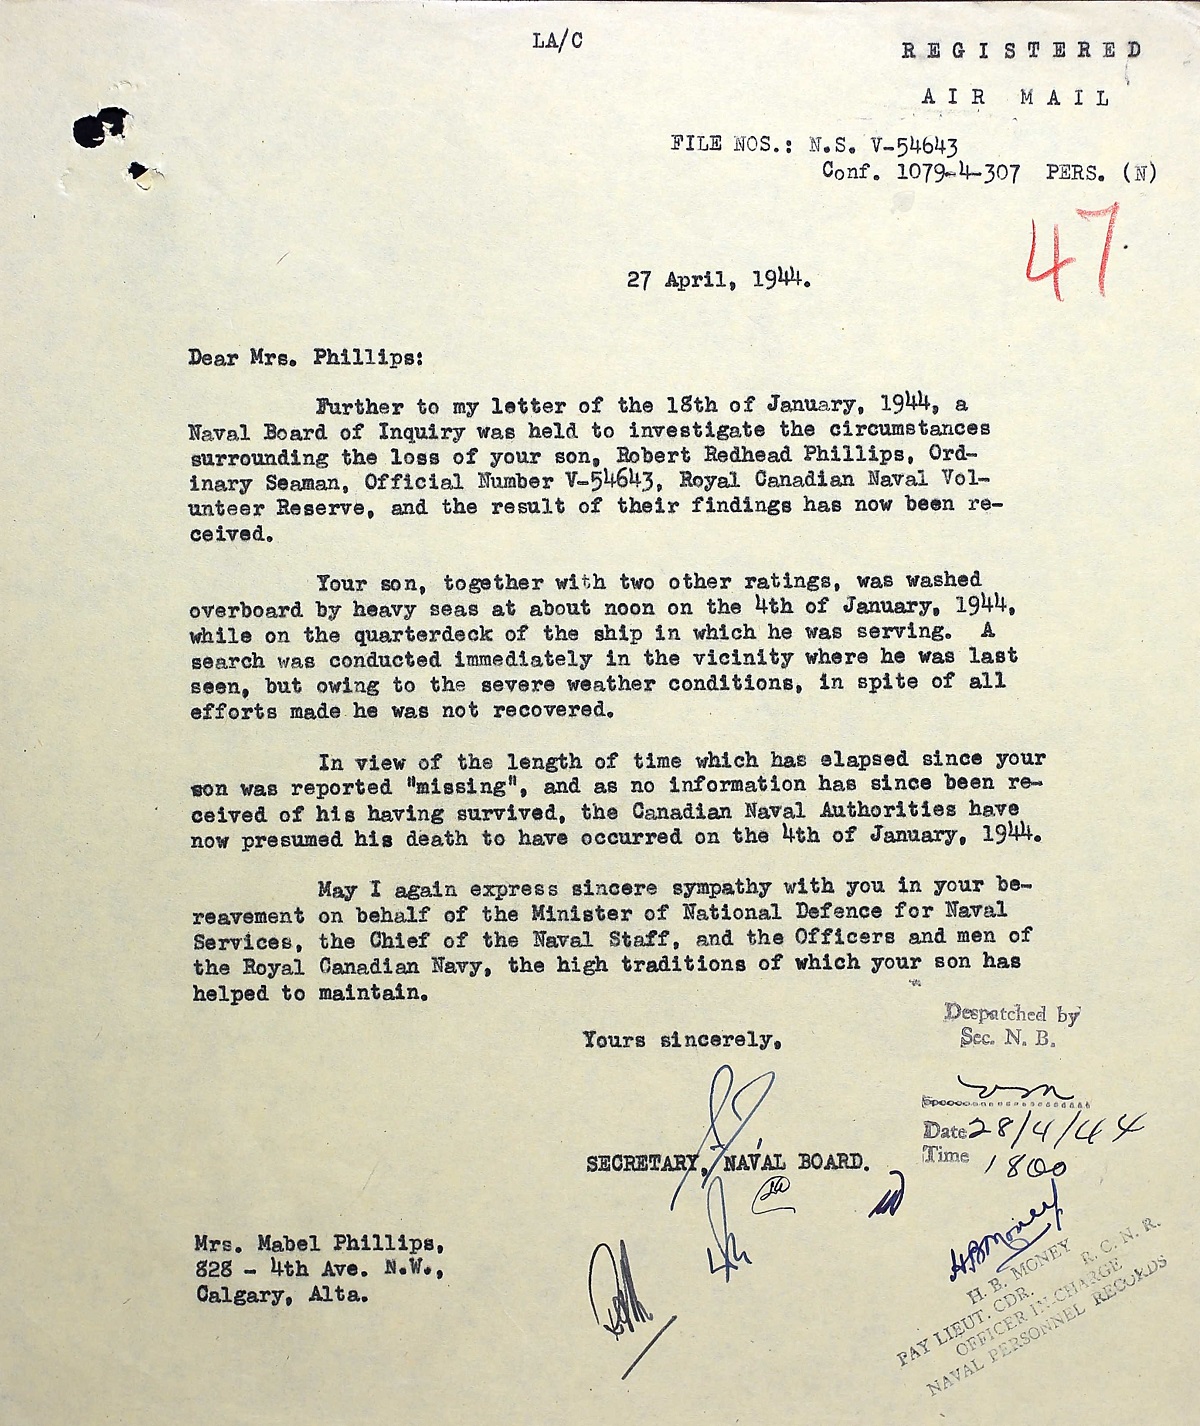 LA/C
REGISTERED
AIR MAIL
FILE NOS.: N.S. V-54643
Conf. 1079-4-307 PERS. (N)
47
27 April, 1944.
Dear Mrs. Phillips:
Further to my letter of the 18th of January, 1944, a
Naval Board of Inquiry was held to investigate the circumstances
surrounding the loss of your son, Robert Redhead Phillips, Ord-
inary Seaman, Official Number V-54643, Royal Canadian Naval Vol-
unteer Reserve, and the result of their findings has now been re-
ceived.
Your son, together with two other ratings, was washed
overboard by heavy seas at about noon on the 4th of January, 1944,
while on the quarterdeck of the ship in which he was serving. A
search was conducted immediately in the vicinity where he was last
seen, but owing to the severe weather conditions, in spite of all
efforts made he was not recovered.
In view of the length of time which has elapsed since your
son was reported "missing", and as no information has since been re-
ceived of his having survived, the Canadian Naval Authorities have
now presumed his death to have occurred on the 4th of January, 1944.
May I again express sincere sympathy with you in your be-
reavement on behalf of the Minister of National Defence for Naval
Services, the Chief of the Naval Staff, and the Officers and men of
the Royal Canadian Navy, the high traditions of which your son has
helped to maintain.
Yours sincerely,
Despatched by
Sec. N. B.
Date 28/4/44
Time 1800
SECRETARY, NAVAL BOARD.
HBMoney
H. B. MONEY
PAY LIEUT. CDR. R. C. N. R.
OFFICER IN CHARGE
NAVAL PERSONNEL RECORDS
Mrs. Mabel Phillips,
828 - 4th Ave. N.W.,
Calgary, Alta.